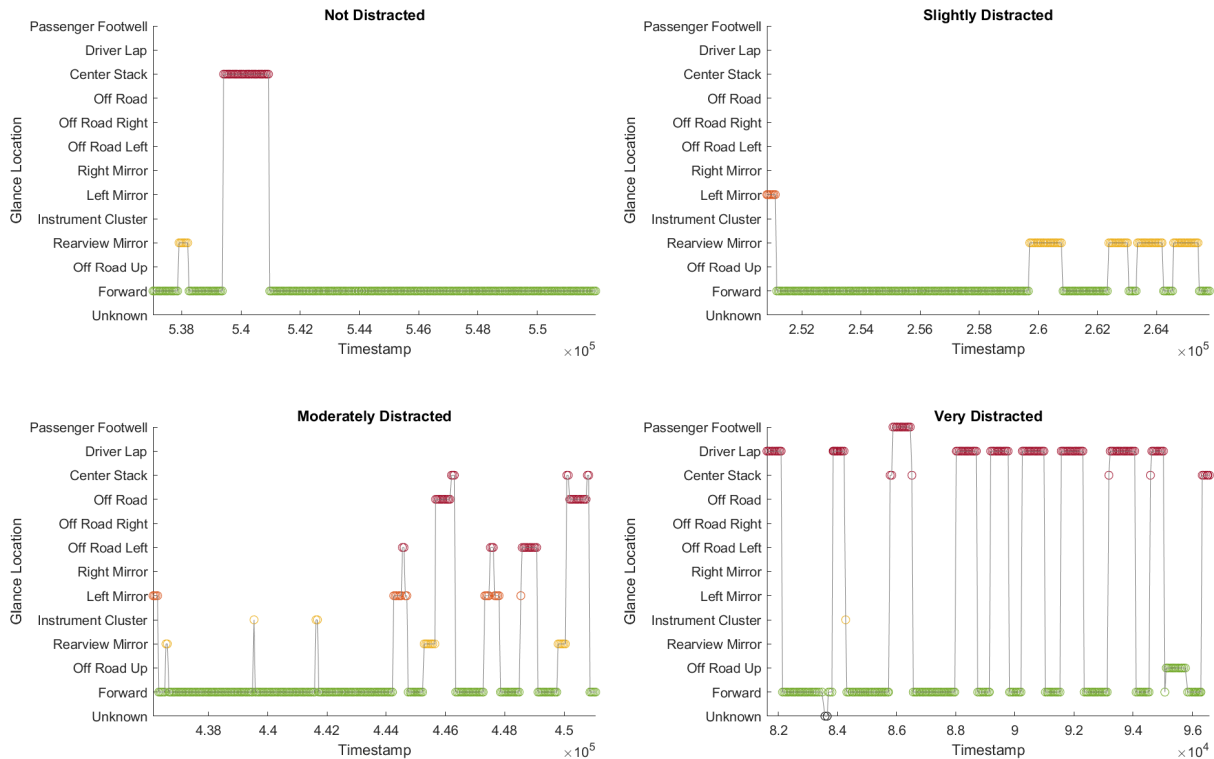 Not Distracted
Passenger Footwell
Driver Lap
Center Stack
Off Road
Off Road Right
Off Road Left
Right Mirror
Left Mirror
Instrument Cluster
Rearview Mirror
Off Road Up
Forward
Unknown
Glance Location
5.38 5.4 5.42 5.44 5.46 5.48 5.5
Timestamp
×10^5
Slightly Distracted
Passenger Footwell
Driver Lap
Center Stack
Off Road
Off Road Right
Off Road Left
Right Mirror
Left Mirror
Instrument Cluster
Rearview Mirror
Off Road Up
Forward
Unknown
Glance Location
2.52 2.54 2.56 2.58 2.6 2.62 2.64
Timestamp
×10^5
Moderately Distracted
Passenger Footwell
Driver Lap
Center Stack
Off Road
Off Road Right
Off Road Left
Right Mirror
Left Mirror
Instrument Cluster
Rearview Mirror
Off Road Up
Forward
Unknown
Glance Location
4.38 4.4 4.42 4.44 4.46 4.48 4.5
Timestamp
×10^5
Very Distracted
Passenger Footwell
Driver Lap
Center Stack
Off Road
Off Road Right
Off Road Left
Right Mirror
Left Mirror
Instrument Cluster
Rearview Mirror
Off Road Up
Forward
Unknown
Glance Location
8.2 8.4 8.6 8.8 9 9.2 9.4 9.6
Timestamp
×10^4